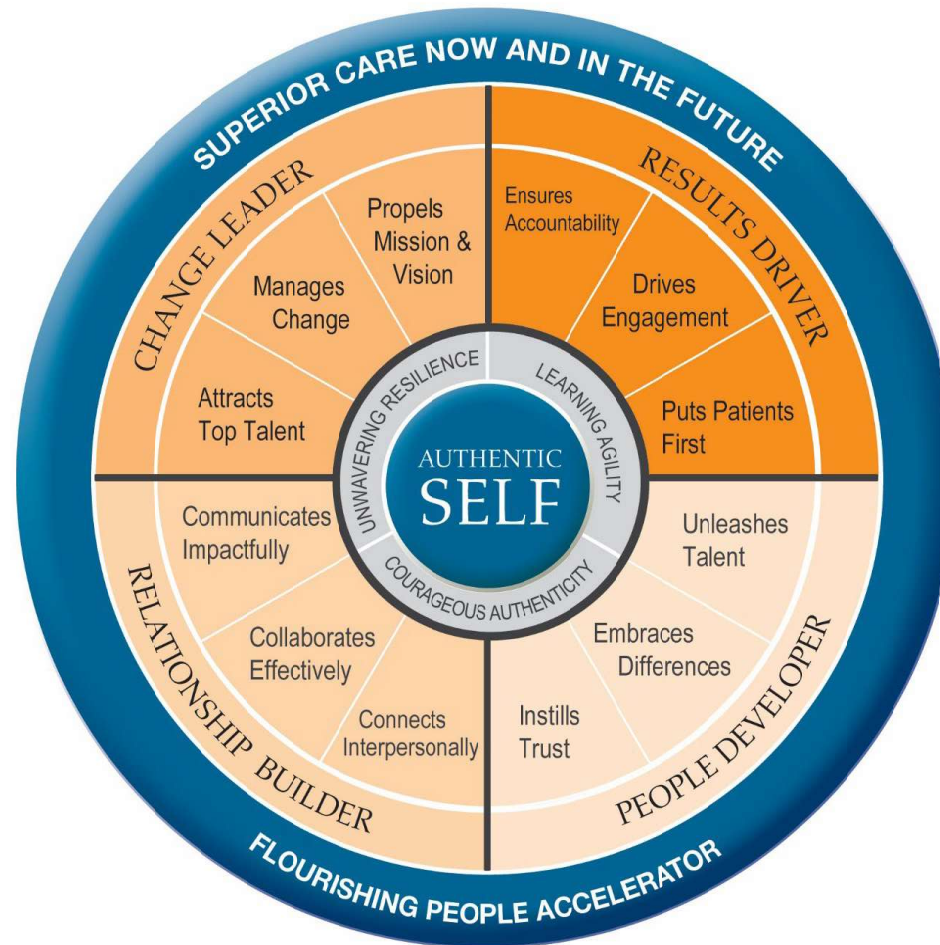 SUPERIOR CARE NOW AND IN THE FUTURE
CHANGE LEADER
Propels
Mission &
Vision
Manages
Change
Attracts
Top Talent
RESULTS DRIVER
Ensures
Accountability
Drives
Engagement
Puts Patients
First
UNWAVERING RESILIENCE
LEARNING AGILITY
COURAGEOUS AUTHENTICITY
AUTHENTIC
SELF
RELATIONSHIP BUILDER
Communicates
Impactfully
Collaborates
Effectively
Connects
Interpersonally
PEOPLE DEVELOPER
Unleashes
Talent
Embraces
Differences
Instills
Trust
FLOURISHING PEOPLE ACCELERATOR